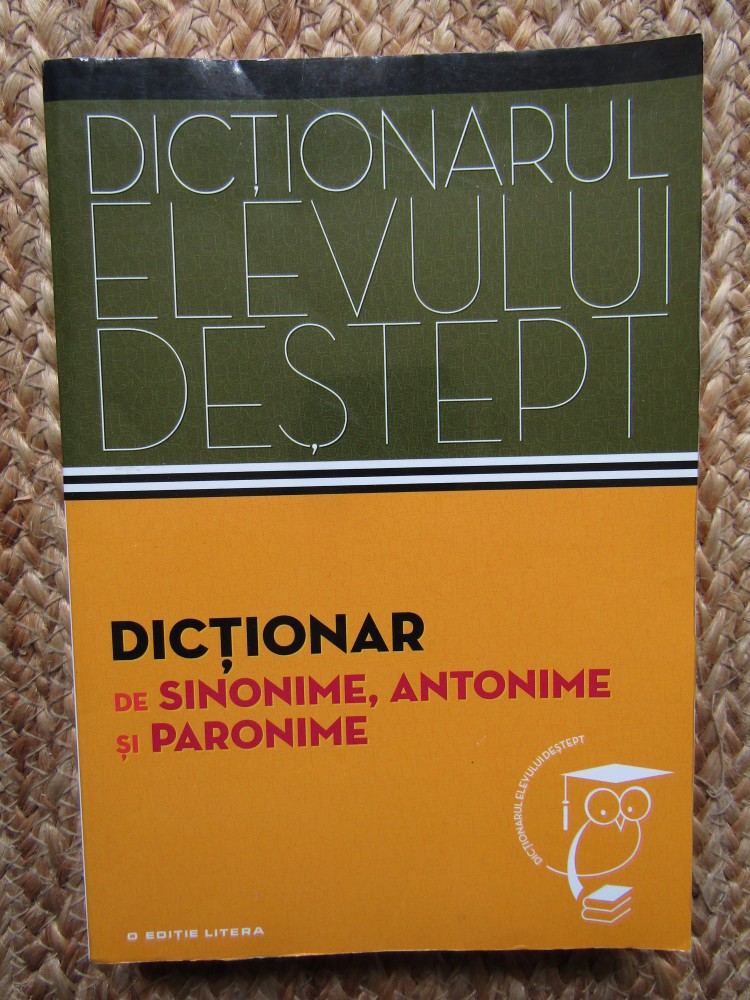 DICȚIONARUL
ELEVULUI
DEȘTEPT
DICȚIONAR
DE SINONIME, ANTONIME
ȘI PARONIME
DICȚIONARUL ELEVULUI DEȘTEPT
O EDIȚIE LITERA